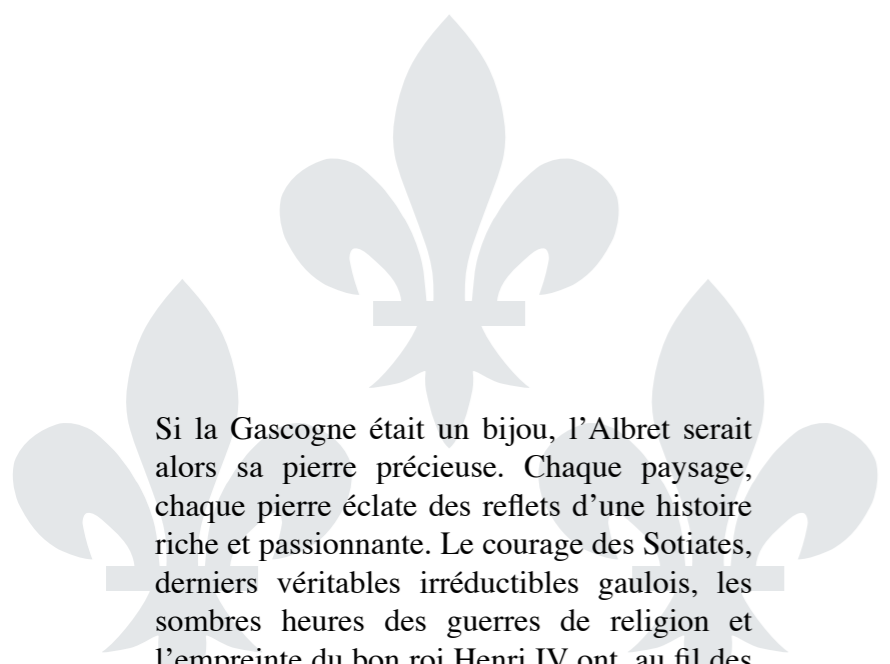 Si la Gascogne était un bijou, l’Albret serait
alors sa pierre précieuse. Chaque paysage,
chaque pierre éclate des reflets d’une histoire
riche et passionnante. Le courage des Sotiates,
derniers véritables irréductibles gaulois, les
sombres heures des guerres de religion et
l’empreinte du bon roi Henri IV ont, au fil des